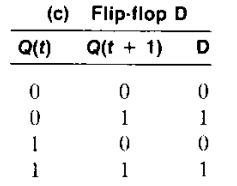 (c) Flip-flop D
Q(t) Q(t + 1) D
0 0 0
0 1 1
1 0 0
1 1 1